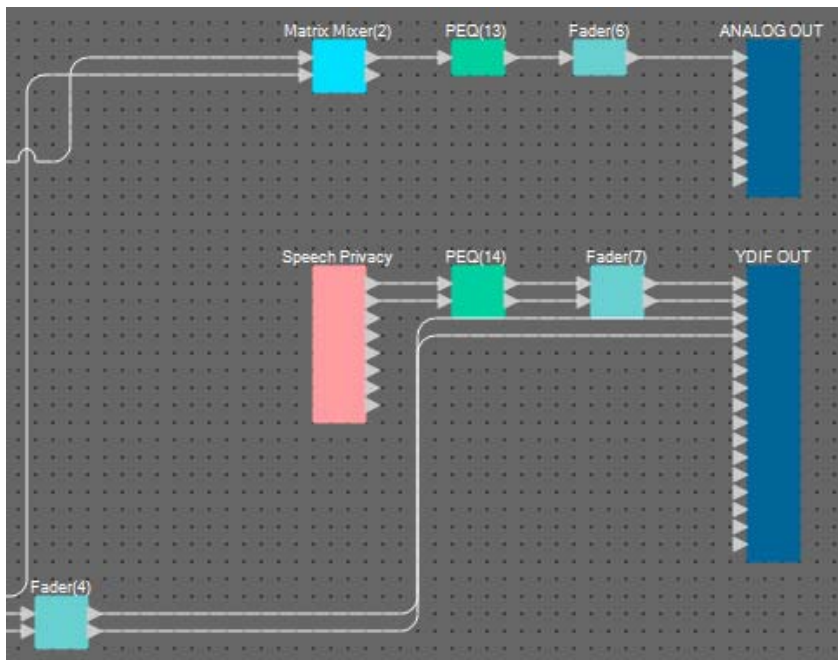 Matrix Mixer(2) PEQ(13) Fader(6) ANALOG OUT
Speech Privacy PEQ(14) Fader(7) YDIF OUT
Fader(4)